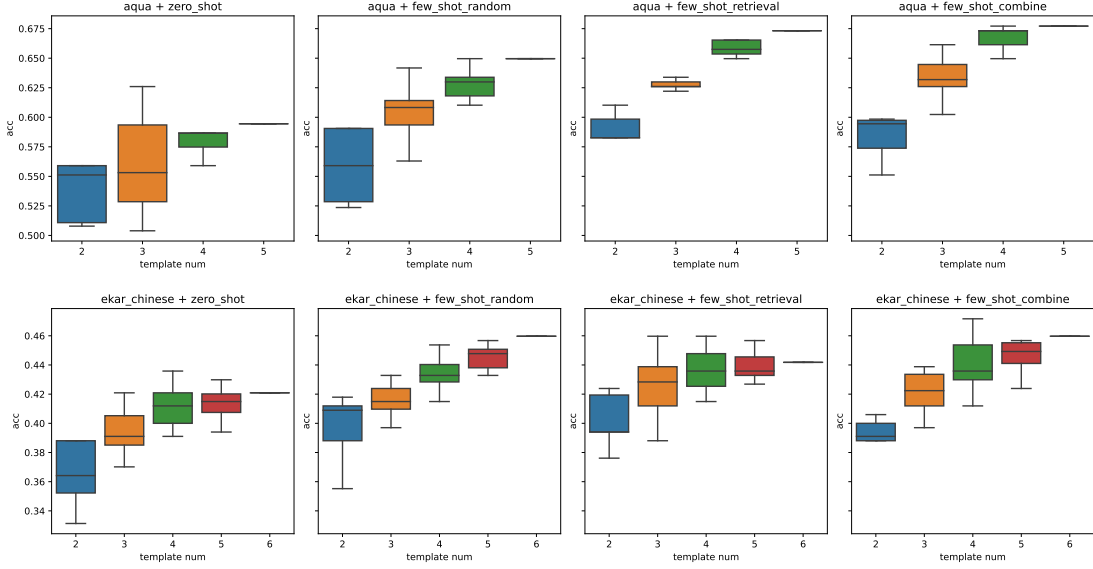 aqua + zero_shot
aqua + few_shot_random
aqua + few_shot_retrieval
aqua + few_shot_combine
0.675
0.650
0.625
0.600
0.575
0.550
0.525
0.500
acc
acc
acc
acc
2 3 4 5
2 3 4 5
2 3 4 5
2 3 4 5
template num
template num
template num
template num
ekar_chinese + zero_shot
ekar_chinese + few_shot_random
ekar_chinese + few_shot_retrieval
ekar_chinese + few_shot_combine
0.46
0.44
0.42
0.40
0.38
0.36
0.34
acc
acc
acc
acc
2 3 4 5 6
2 3 4 5 6
2 3 4 5 6
2 3 4 5 6
template num
template num
template num
template num